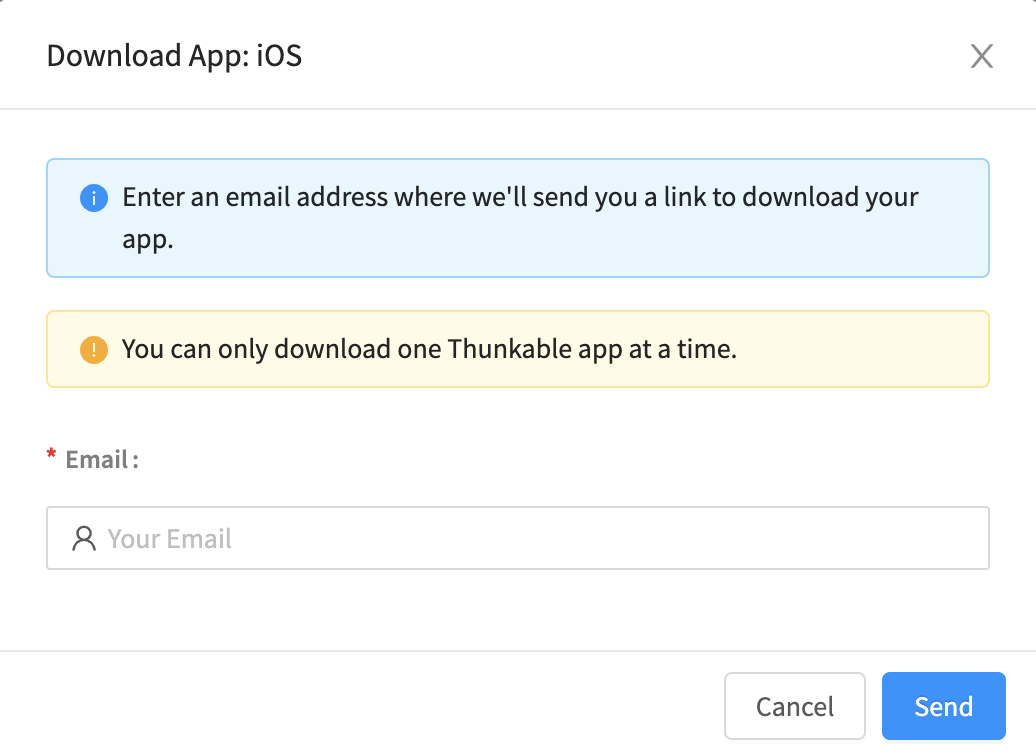 Download App: iOS
Enter an email address where we'll send you a link to download your
app.
You can only download one Thunkable app at a time.
* Email :
Your Email
Cancel
Send